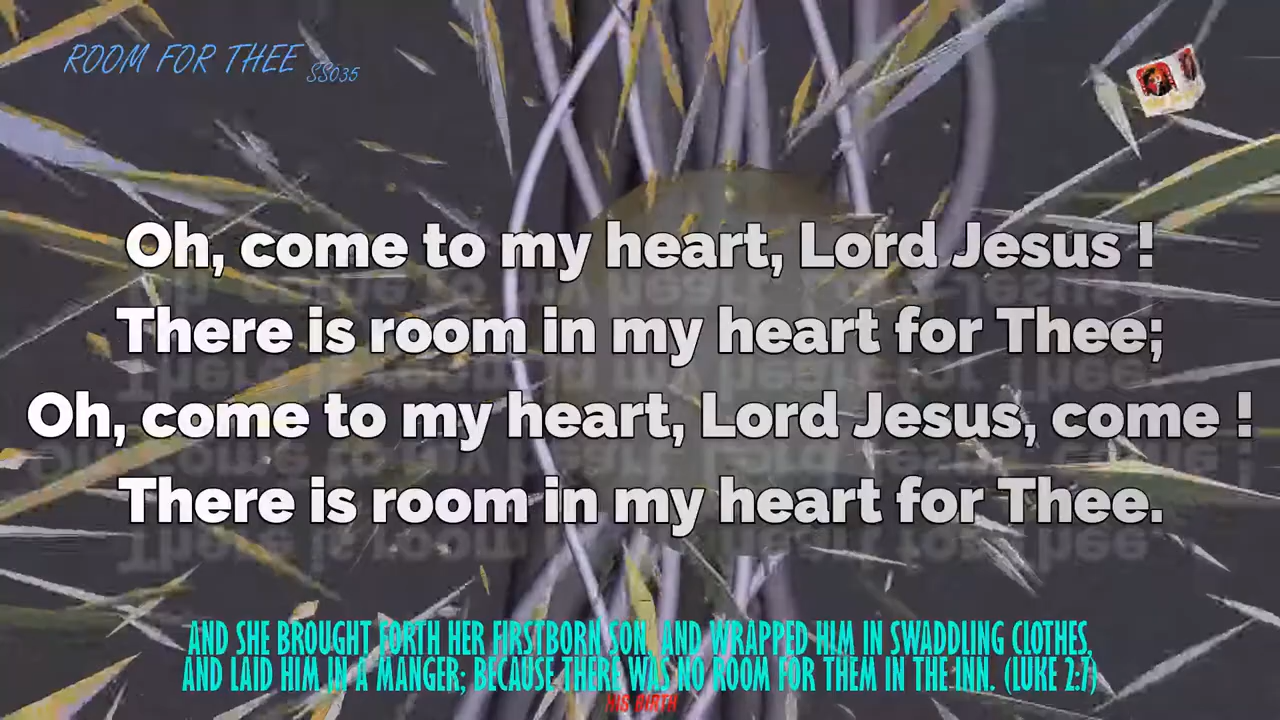 ROOM FOR THEE SS035
Oh, come to my heart, Lord Jesus !
There is room in my heart for Thee;
Oh, come to my heart, Lord Jesus, come !
There is room in my heart for Thee.
AND SHE BROUGHT FORTH HER FIRSTBORN SON, AND WRAPPED HIM IN SWADDLING CLOTHES,
AND LAID HIM IN A MANGER; BECAUSE THERE WAS NO ROOM FOR THEM IN THE INN. (LUKE 2:7)
HIS BIRTH